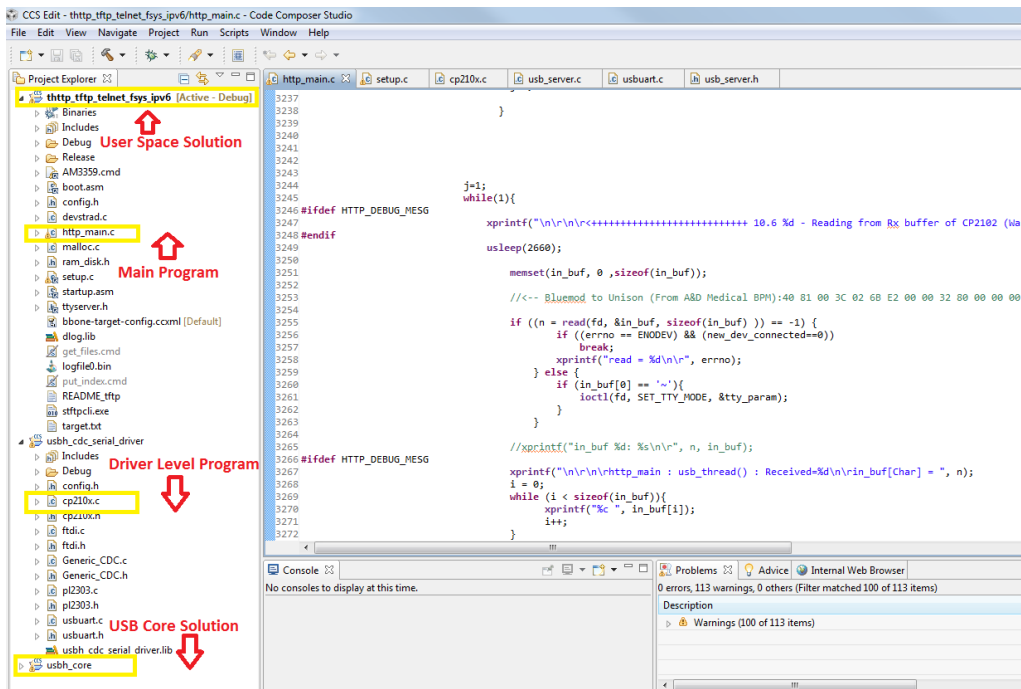 CCS Edit - thttp_tftp_telnet_fsys_ipv6/http_main.c - Code Composer Studio
File Edit View Navigate Project Run Scripts Window Help
Project Explorer
thttp_tftp_telnet_fsys_ipv6 [Active - Debug]
Binaries
Includes
User Space Solution
Debug
Release
AM3359.cmd
boot.asm
config.h
devstrad.c
http_main.c
malloc.c
ram_disk.h
Main Program
setup.c
startup.asm
ttyserver.h
bbone-target-config.ccxml [Default]
dlog.lib
get_files.cmd
logfile0.bin
put_index.cmd
README_tftp
stftpcli.exe
target.txt
usbh_cdc_serial_driver
Includes
Driver Level Program
Debug
config.h
cp210x.c
cp210x.h
ftdi.c
ftdi.h
Generic_CDC.c
Generic_CDC.h
pl2303.c
pl2303.h
usbuart.c
USB Core Solution
usbuart.h
usbh_cdc_serial_driver.lib
usbh_core
http_main.c setup.c cp210x.c usb_server.c usbuart.c usb_server.h
3237
3238 }
3239
3240
3241
3242
3243
3244 j=1;
3245 while(1){
3246 #ifdef HTTP_DEBUG_MESG
3247 xprintf("\n\r\n\r<+++++++++++++++++++++++++++ 10.6 %d - Reading from Rx buffer of CP2102 (Wa
3248 #endif
3249 usleep(2660);
3250
3251 memset(in_buf, 0 ,sizeof(in_buf));
3252
3253 //<-- Bluemod to Unison (From A&D Medical BPM):40 81 00 3C 02 6B E2 00 00 32 80 00 00 00
3254
3255 if ((n = read(fd, &in_buf, sizeof(in_buf) )) == -1) {
3256 if ((errno == ENODEV) && (new_dev_connected==0))
3257 break;
3258 xprintf("read = %d\n\r", errno);
3259 } else {
3260 if (in_buf[0] == '~'){
3261 ioctl(fd, SET_TTY_MODE, &tty_param);
3262 }
3263 }
3264
3265 //xprintf("in_buf %d: %s\n\r", n, in_buf);
3266 #ifdef HTTP_DEBUG_MESG
3267 xprintf("\n\r\n\rhttp_main : usb_thread() : Received=%d\n\rin_buf[Char] = ", n);
3268 i = 0;
3269 while (i < sizeof(in_buf)){
3270 xprintf("%c ", in_buf[i]);
3271 i++;
3272 }
Console
No consoles to display at this time.
Problems Advice Internal Web Browser
0 errors, 113 warnings, 0 others (Filter matched 100 of 113 items)
Description
Warnings (100 of 113 items)